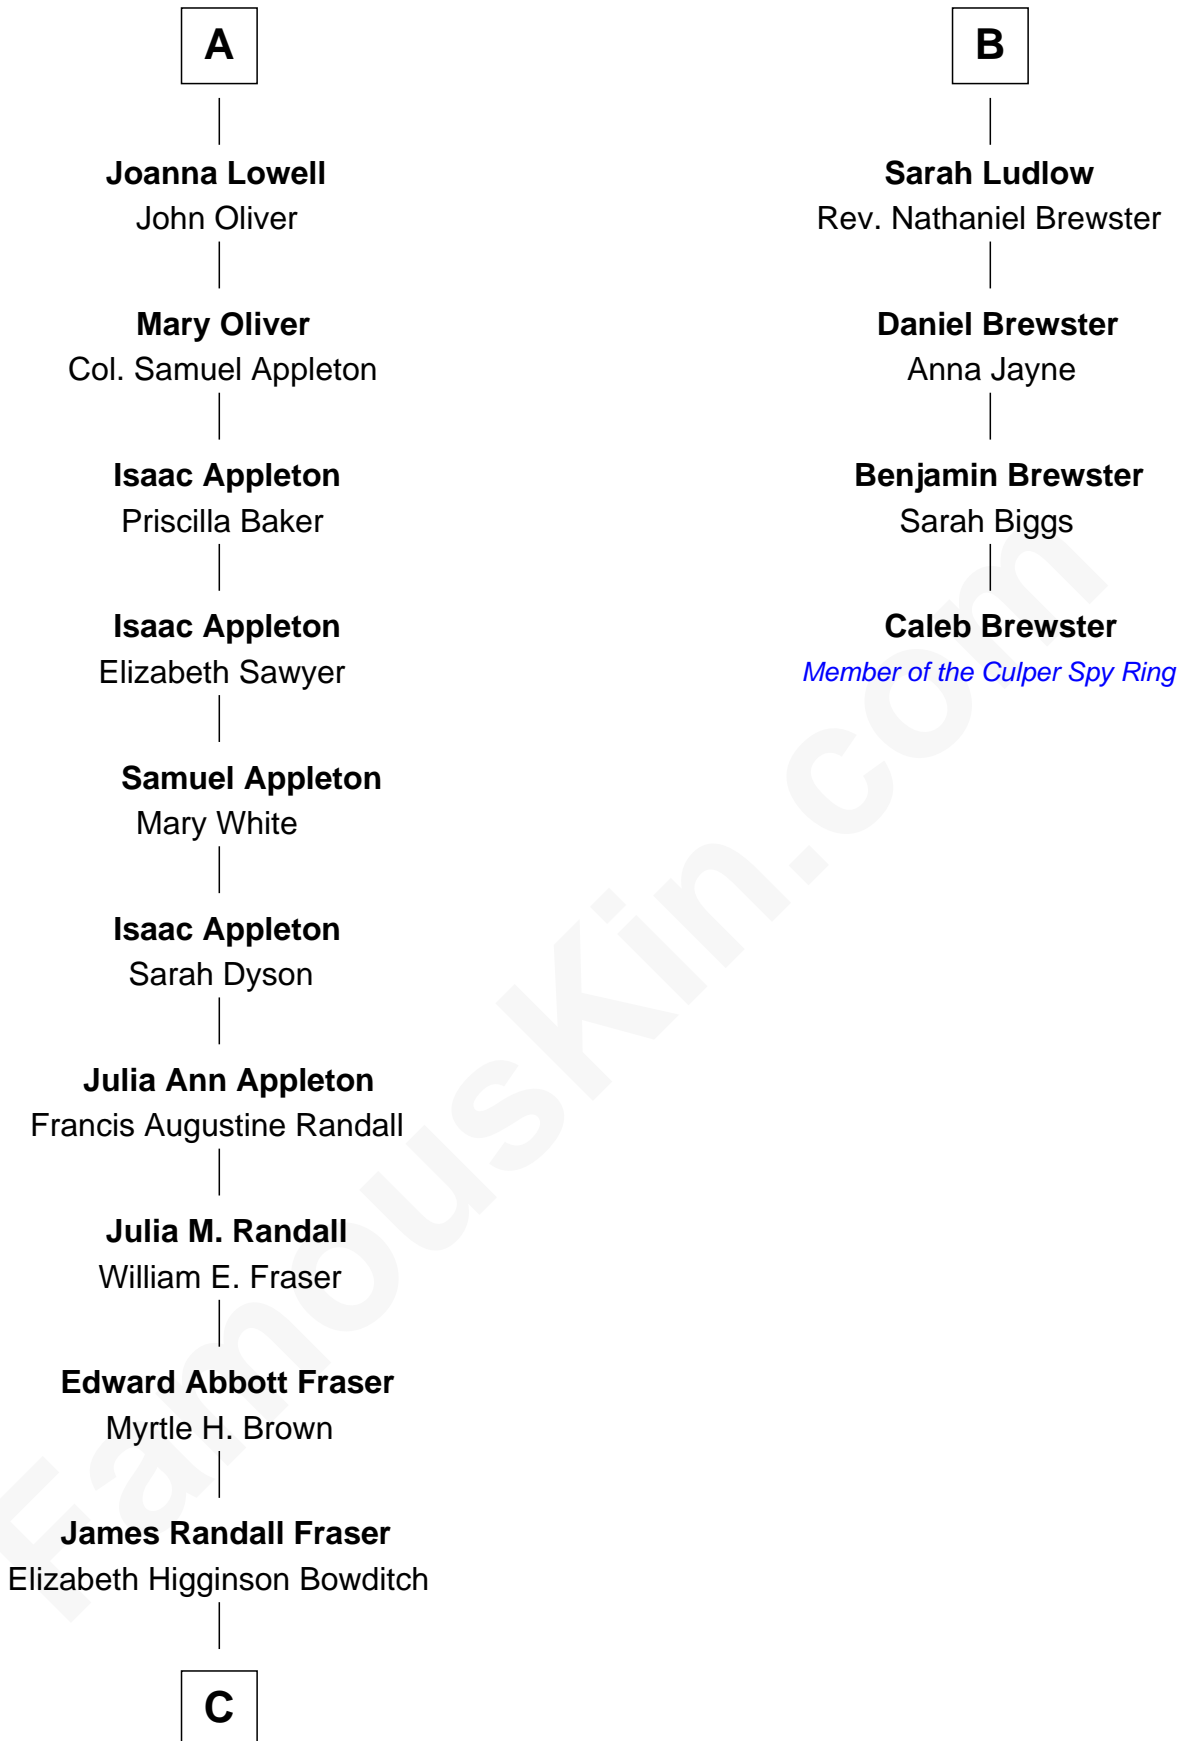 A
Joanna Lowell
John Oliver
Mary Oliver
Col. Samuel Appleton
Isaac Appleton
Priscilla Baker
Isaac Appleton
Elizabeth Sawyer
Samuel Appleton
Mary White
Isaac Appleton
Sarah Dyson
Julia Ann Appleton
Francis Augustine Randall
Julia M. Randall
William E. Fraser
Edward Abbott Fraser
Myrtle H. Brown
James Randall Fraser
Elizabeth Higginson Bowditch
C
B
Sarah Ludlow
Rev. Nathaniel Brewster
Daniel Brewster
Anna Jayne
Benjamin Brewster
Sarah Biggs
Caleb Brewster
Member of the Culper Spy Ring
FamousKin.com